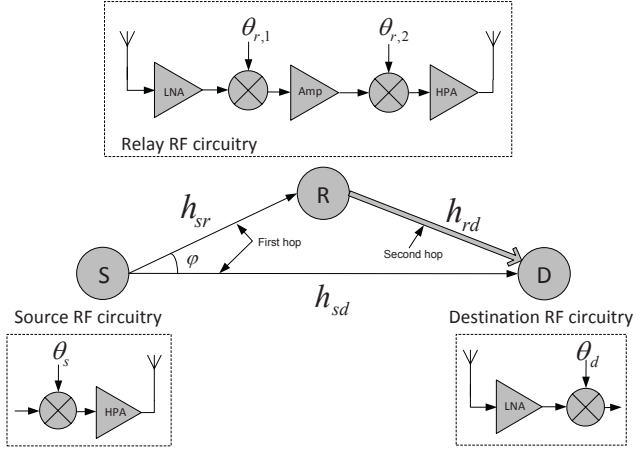 θr,1
θr,2
LNA
Amp
HPA
Relay RF circuitry
R
hsr
hrd
First hop
Second hop
φ
S
D
hsd
Source RF circuitry
Destination RF circuitry
θs
θd
HPA
LNA